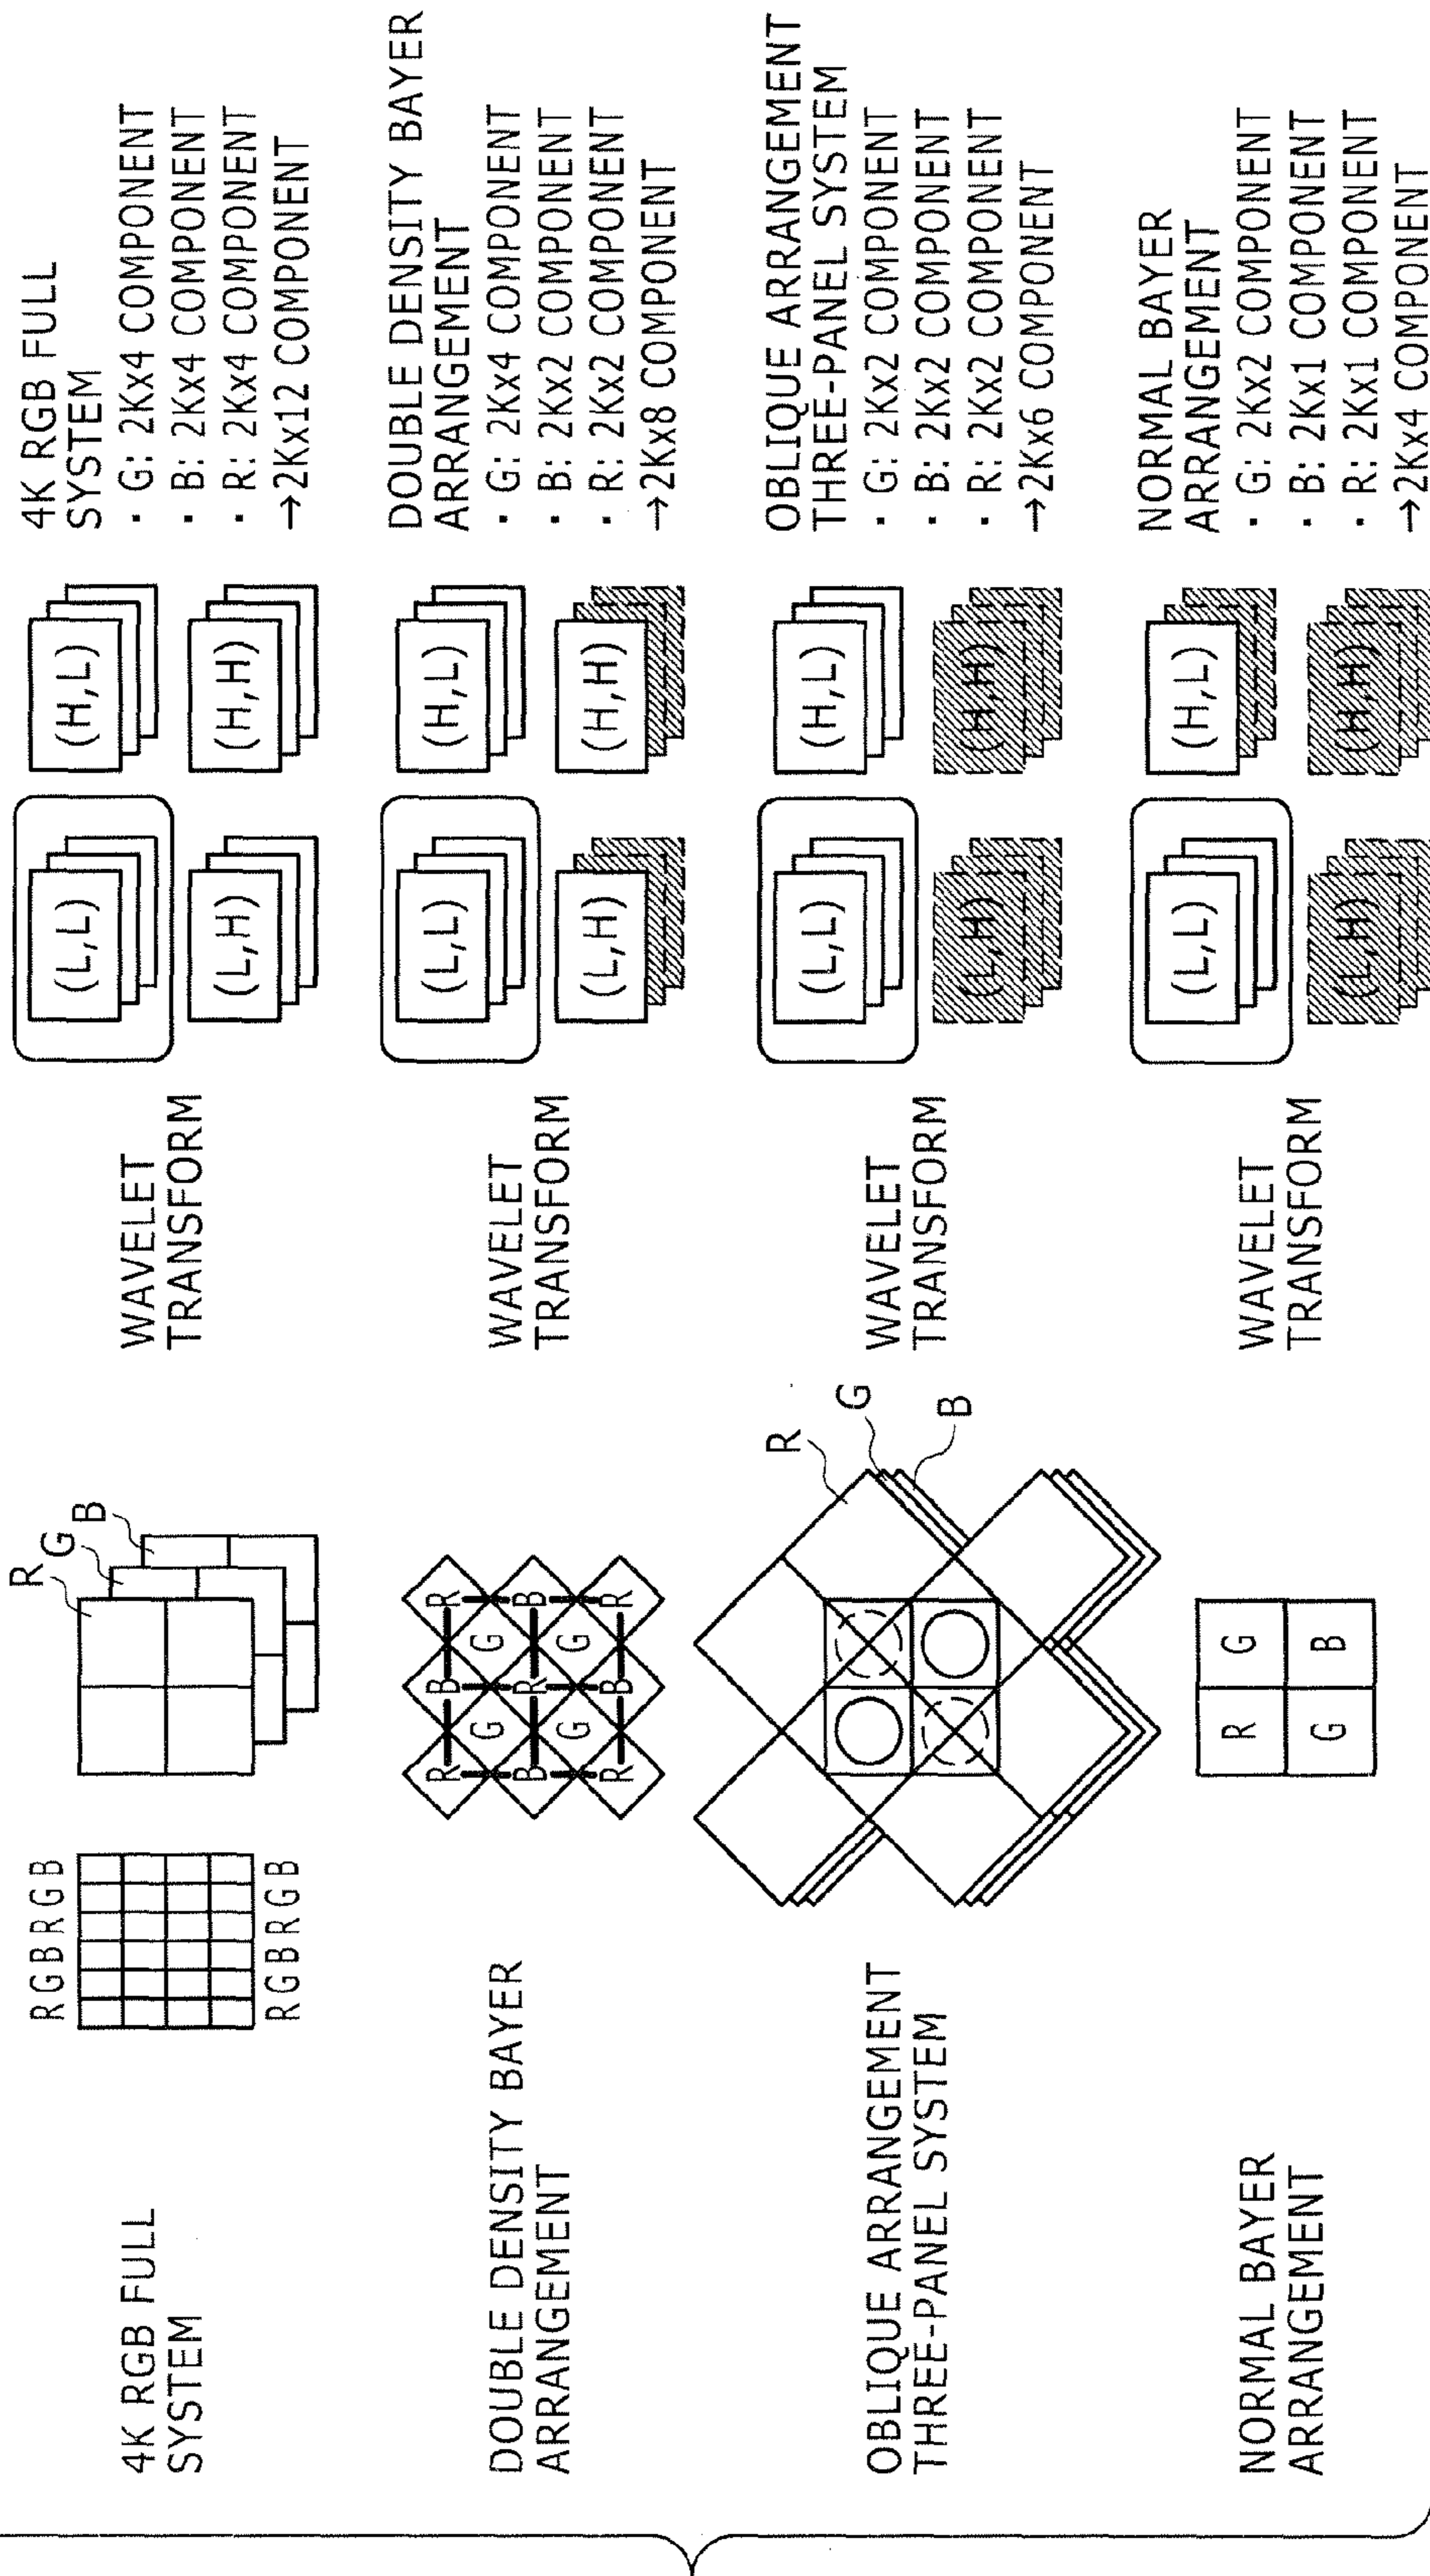 4K RGB FULL
SYSTEM
RGBRGB
RGBRGB
R
G
B
WAVELET
TRANSFORM
(L,L)
(H,L)
(L,H)
(H,H)
4K RGB FULL
SYSTEM
· G: 2Kx4 COMPONENT
· B: 2Kx4 COMPONENT
· R: 2Kx4 COMPONENT
→2Kx12 COMPONENT
DOUBLE DENSITY BAYER
ARRANGEMENT
R B R
G G
B R B
G G
R B R
WAVELET
TRANSFORM
(L,L)
(H,L)
(L,H)
(H,H)
DOUBLE DENSITY BAYER
ARRANGEMENT
· G: 2Kx4 COMPONENT
· B: 2Kx2 COMPONENT
· R: 2Kx2 COMPONENT
→2Kx8 COMPONENT
OBLIQUE ARRANGEMENT
THREE-PANEL SYSTEM
R
G
B
WAVELET
TRANSFORM
(L,L)
(H,L)
(L,H)
(H,H)
OBLIQUE ARRANGEMENT
THREE-PANEL SYSTEM
· G: 2Kx2 COMPONENT
· B: 2Kx2 COMPONENT
· R: 2Kx2 COMPONENT
→2Kx6 COMPONENT
NORMAL BAYER
ARRANGEMENT
R G
G B
WAVELET
TRANSFORM
(L,L)
(H,L)
(L,H)
(H,H)
NORMAL BAYER
ARRANGEMENT
· G: 2Kx2 COMPONENT
· B: 2Kx1 COMPONENT
· R: 2Kx1 COMPONENT
→2Kx4 COMPONENT